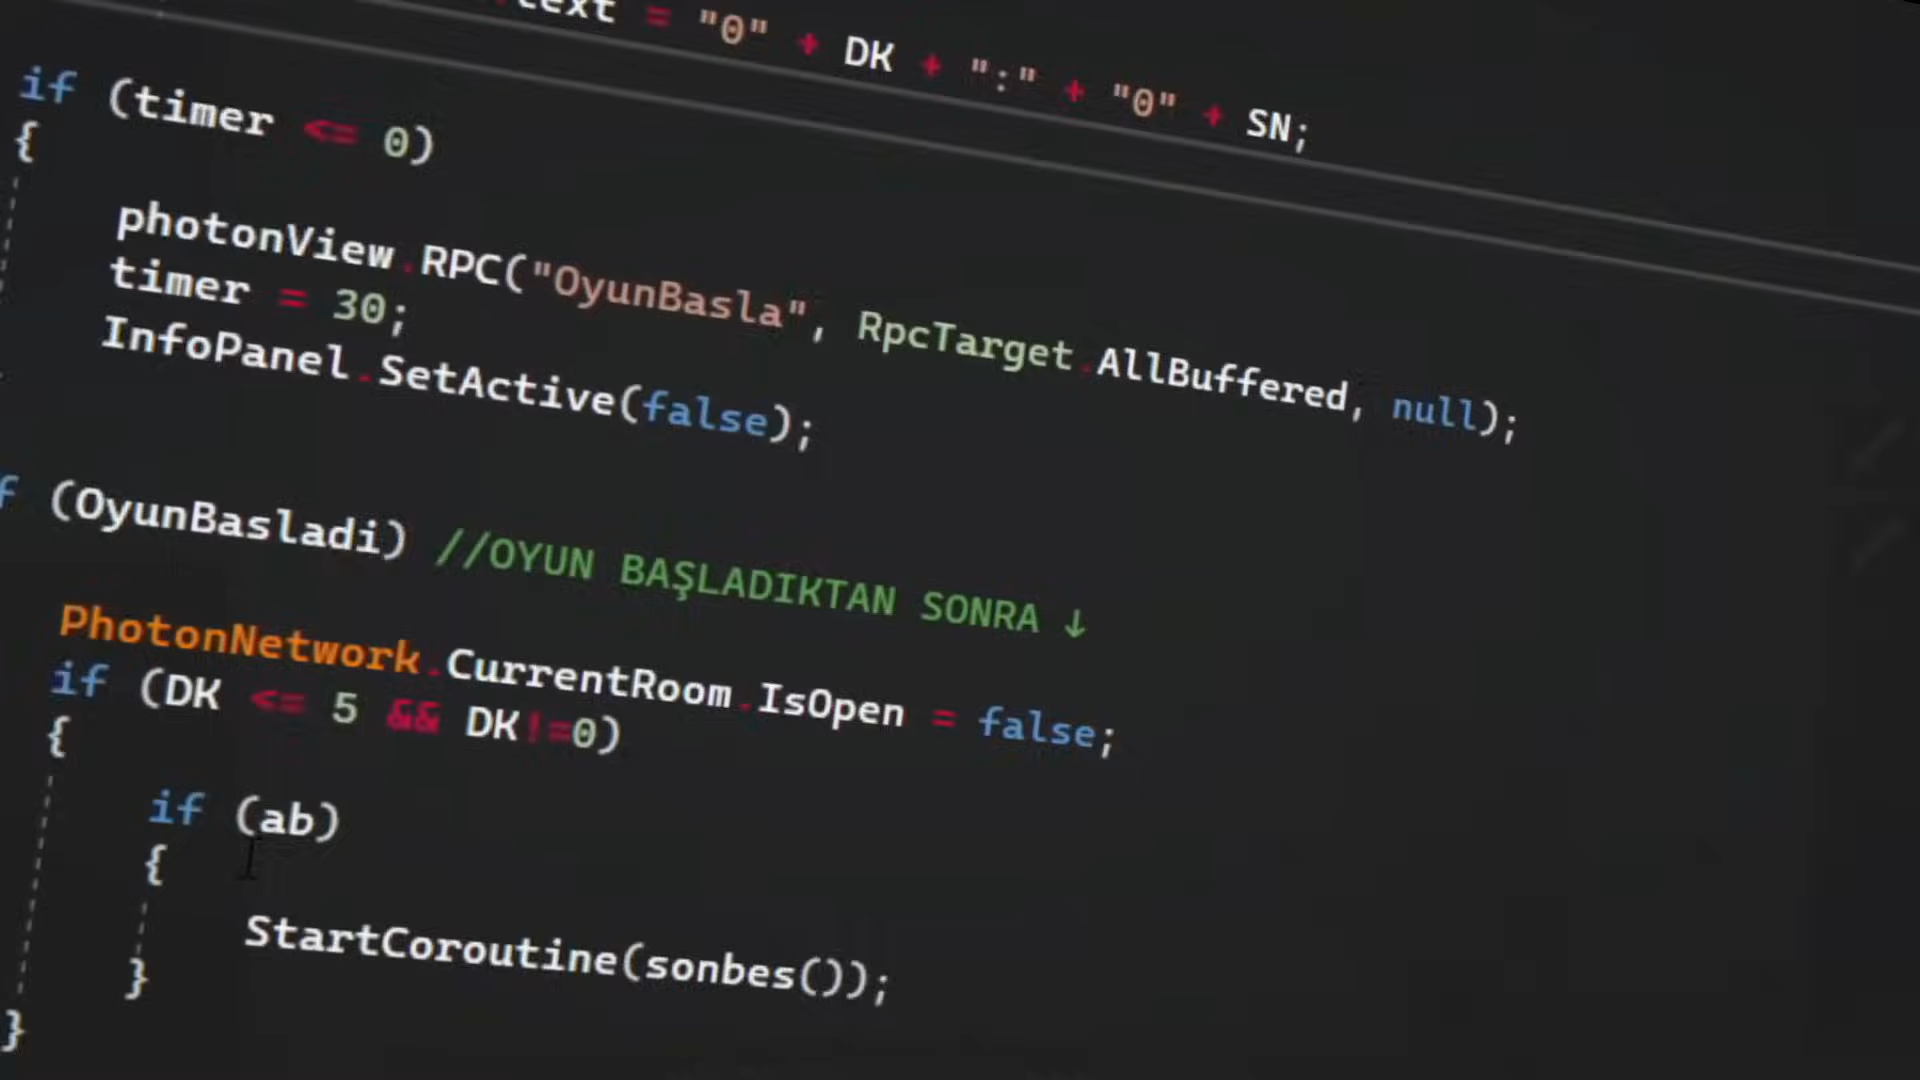 .text = "0" + DK + ":" + "0" + SN;
if (timer <= 0)
{
photonView.RPC("OyunBasla", RpcTarget.AllBuffered, null);
timer = 30;
InfoPanel.SetActive(false);
f (OyunBasladi) //OYUN BAŞLADIKTAN SONRA ↓
PhotonNetwork.CurrentRoom.IsOpen = false;
if (DK <= 5 && DK!=0)
{
if (ab)
{
StartCoroutine(sonbes());
}
}